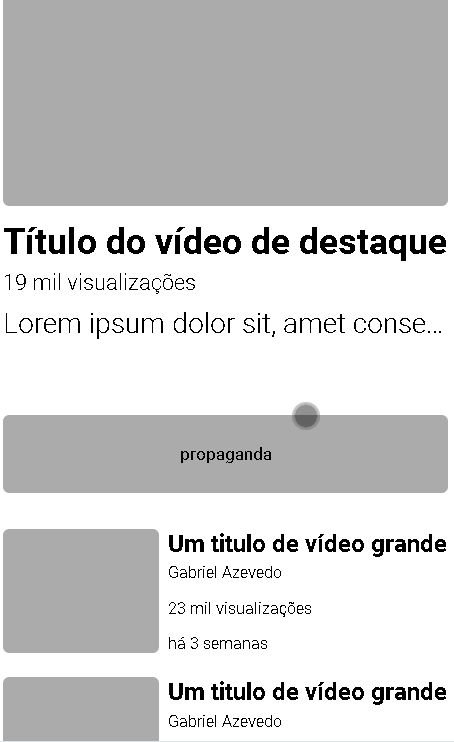 Título do vídeo de destaque
19 mil visualizações
Lorem ipsum dolor sit, amet conse...
propaganda
Um titulo de vídeo grande
Gabriel Azevedo
23 mil visualizações
há 3 semanas
Um titulo de vídeo grande
Gabriel Azevedo